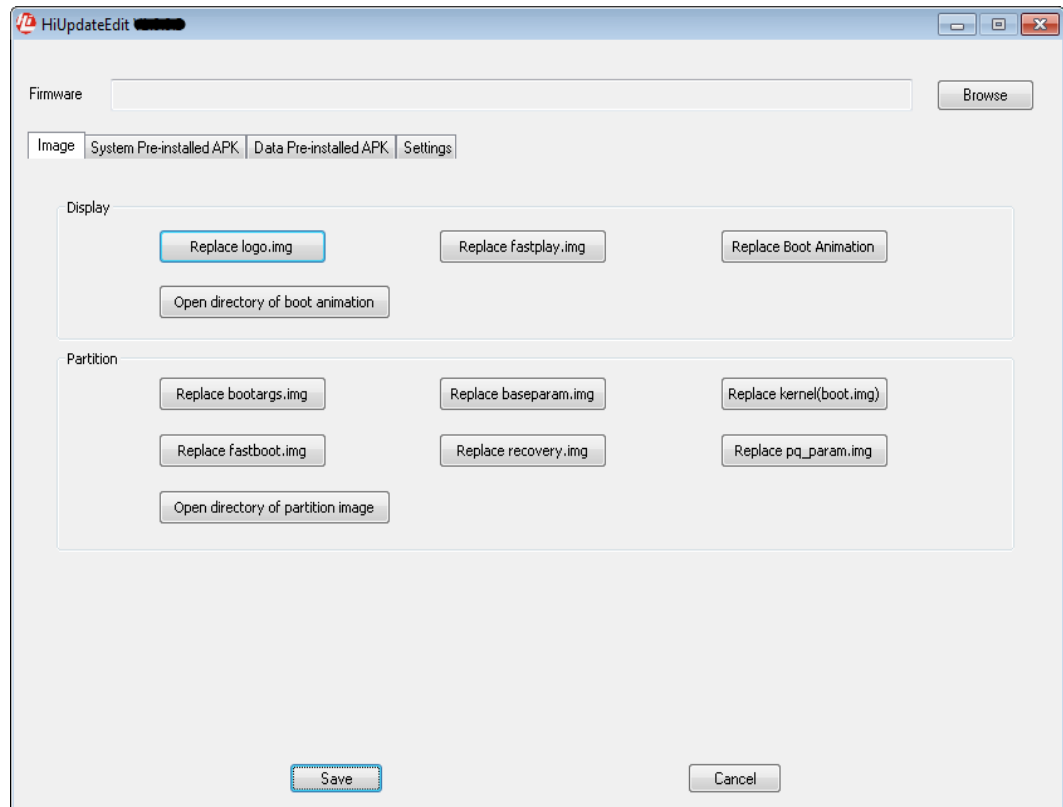 HiUpdateEdit
Firmware Browse
Image System Pre-installed APK Data Pre-installed APK Settings
Display
Replace logo.img Replace fastplay.img Replace Boot Animation
Open directory of boot animation
Partition
Replace bootargs.img Replace baseparam.img Replace kernel(boot.img)
Replace fastboot.img Replace recovery.img Replace pq_param.img
Open directory of partition image
Save Cancel